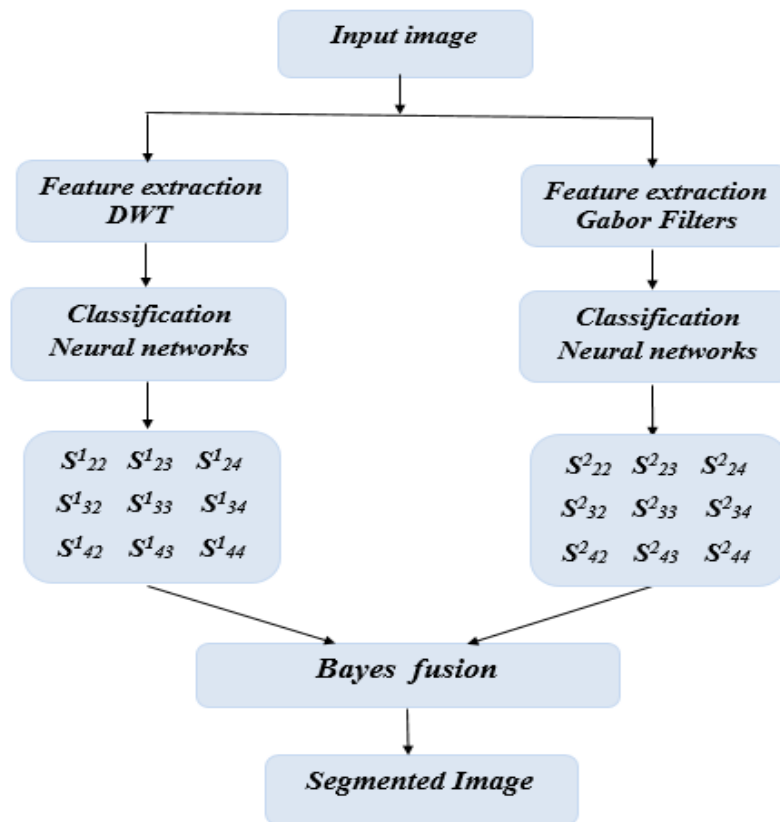 Input image
Feature extraction
DWT
Feature extraction
Gabor Filters
Classification
Neural networks
Classification
Neural networks
S¹₂₂ S¹₂₃ S¹₂₄
S¹₃₂ S¹₃₃ S¹₃₄
S¹₄₂ S¹₄₃ S¹₄₄
S²₂₂ S²₂₃ S²₂₄
S²₃₂ S²₃₃ S²₃₄
S²₄₂ S²₄₃ S²₄₄
Bayes fusion
Segmented Image